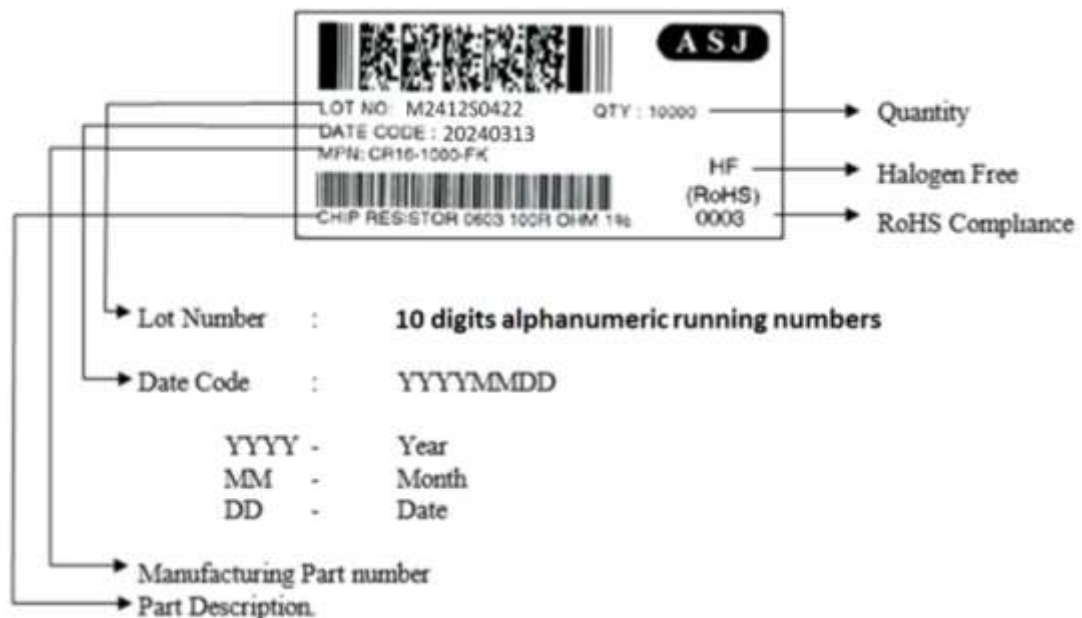 ASJ
LOT NO: M2412S0422 QTY : 10000 Quantity
DATE CODE : 20240313
MPN: CR16-1000-FK
HF Halogen Free
(RoHS)
CHIP RESISTOR 0603 100R OHM 1% 0003 RoHS Compliance
Lot Number : 10 digits alphanumeric running numbers
Date Code : YYYYMMDD
YYYY - Year
MM - Month
DD - Date
Manufacturing Part number
Part Description.